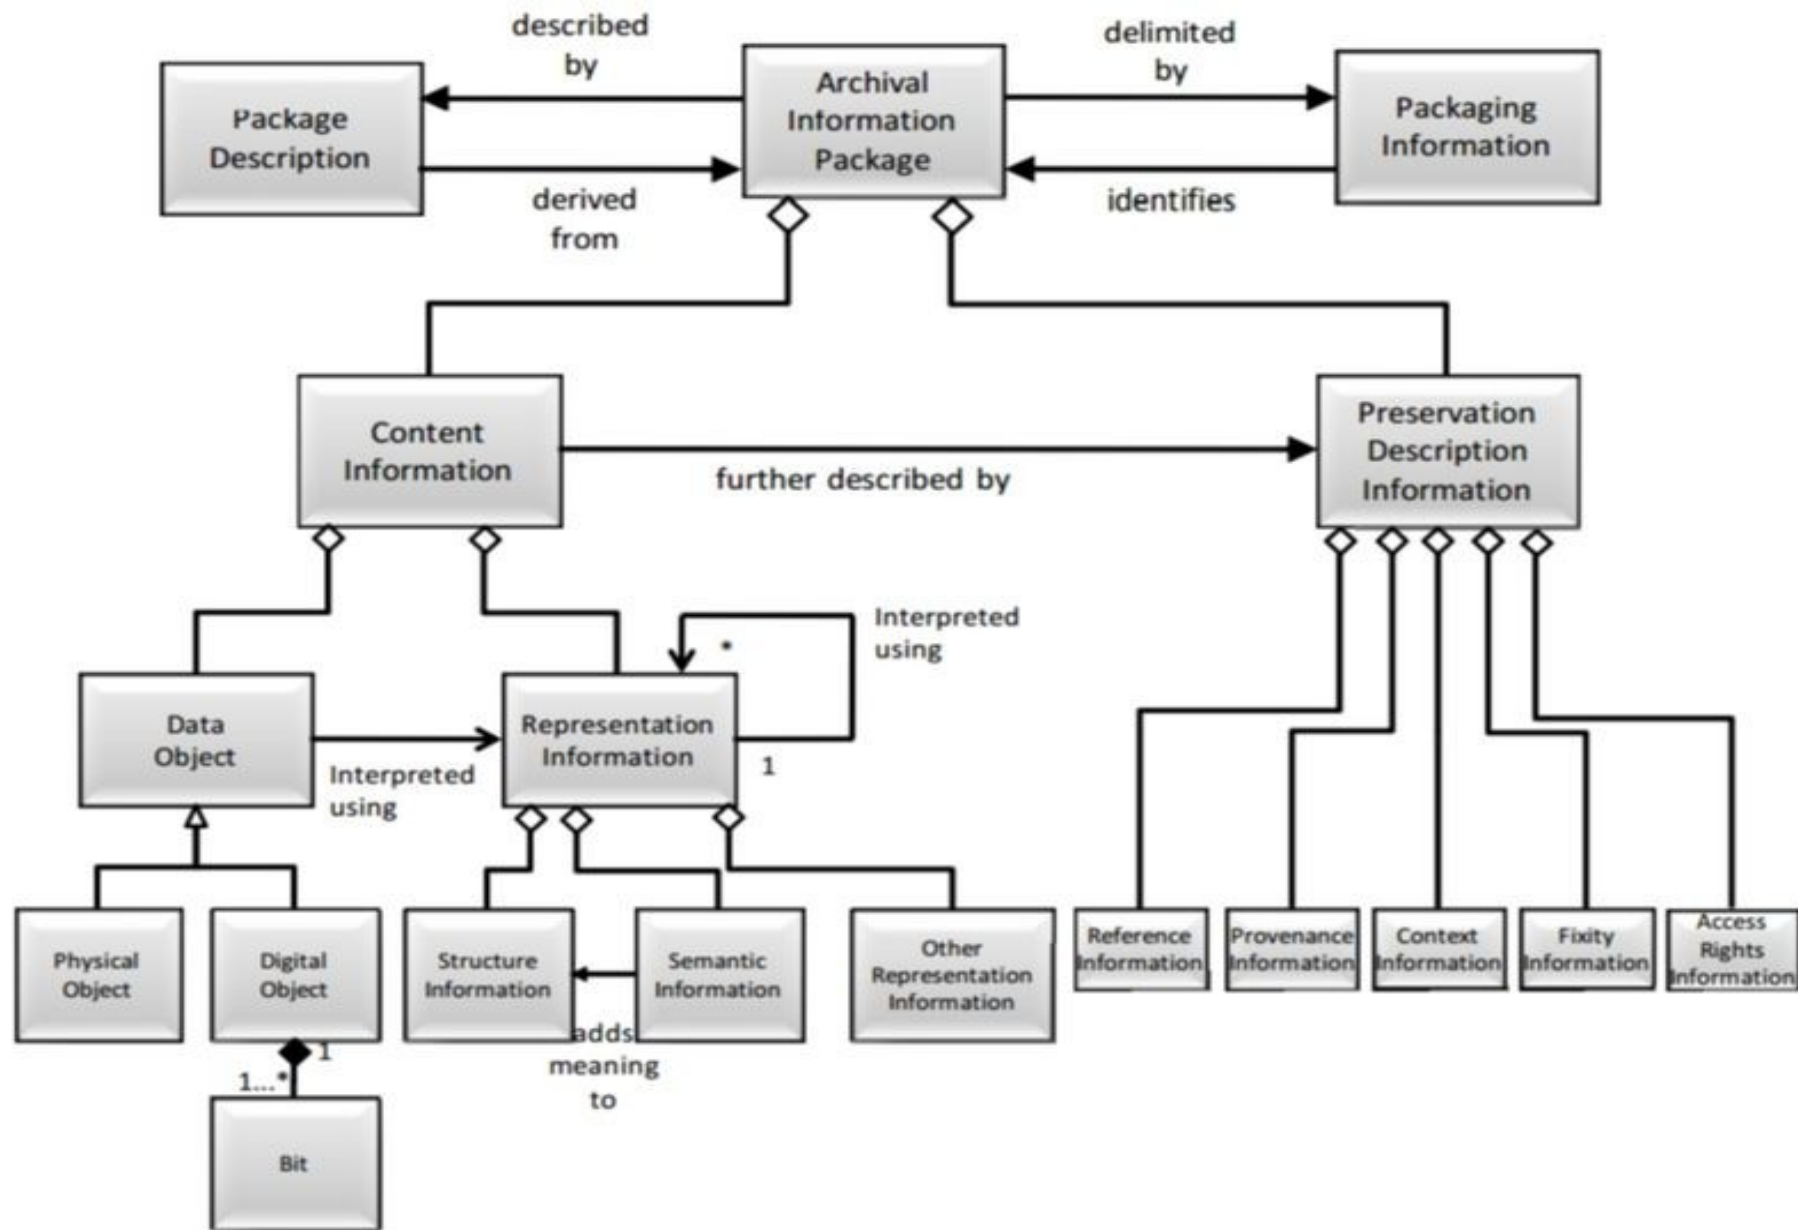 described
by
delimited
by
Package
Description
Archival
Information
Package
Packaging
Information
derived
from
identifies
Content
Information
further described by
Preservation
Description
Information
Interpreted
using
*
Data
Object
Representation
Information
1
Interpreted
using
Physical
Object
Digital
Object
Structure
Information
Semantic
Information
Other
Representation
Information
Reference
Information
Provenance
Information
Context
Information
Fixity
Information
Access
Rights
Information
adds
meaning
to
1
1...*
Bit